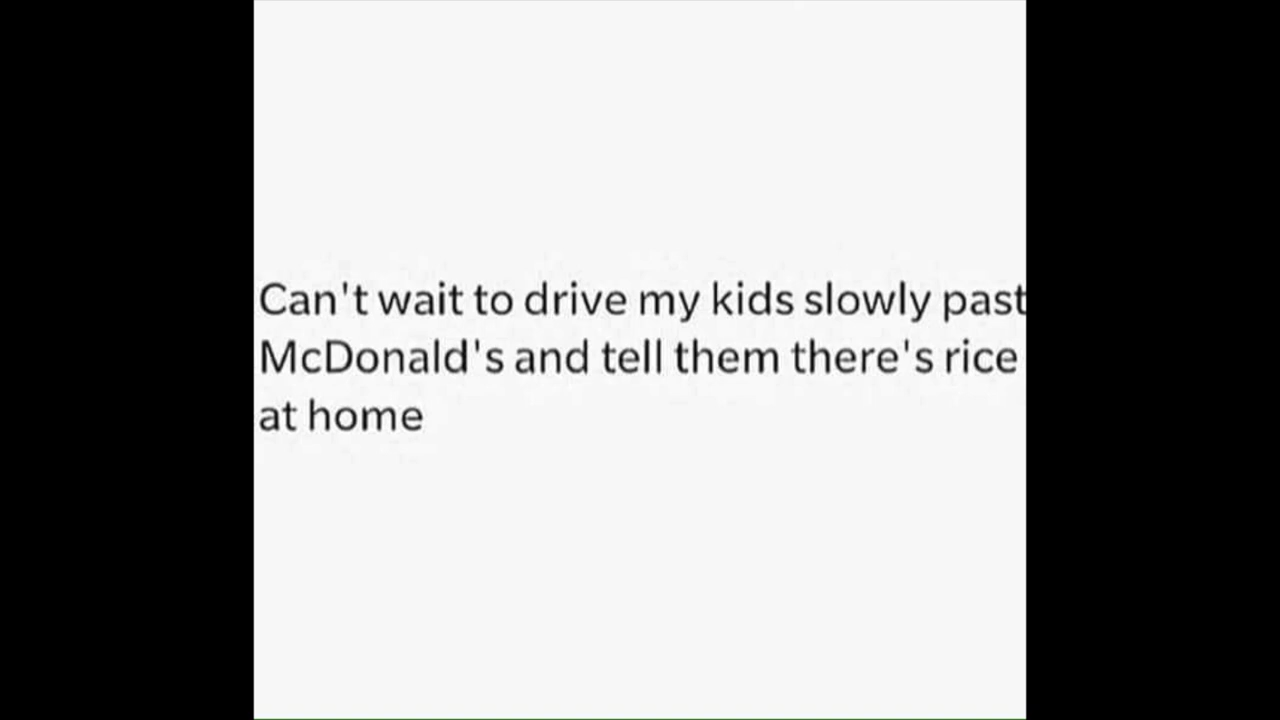 Can't wait to drive my kids slowly past
McDonald's and tell them there's rice
at home